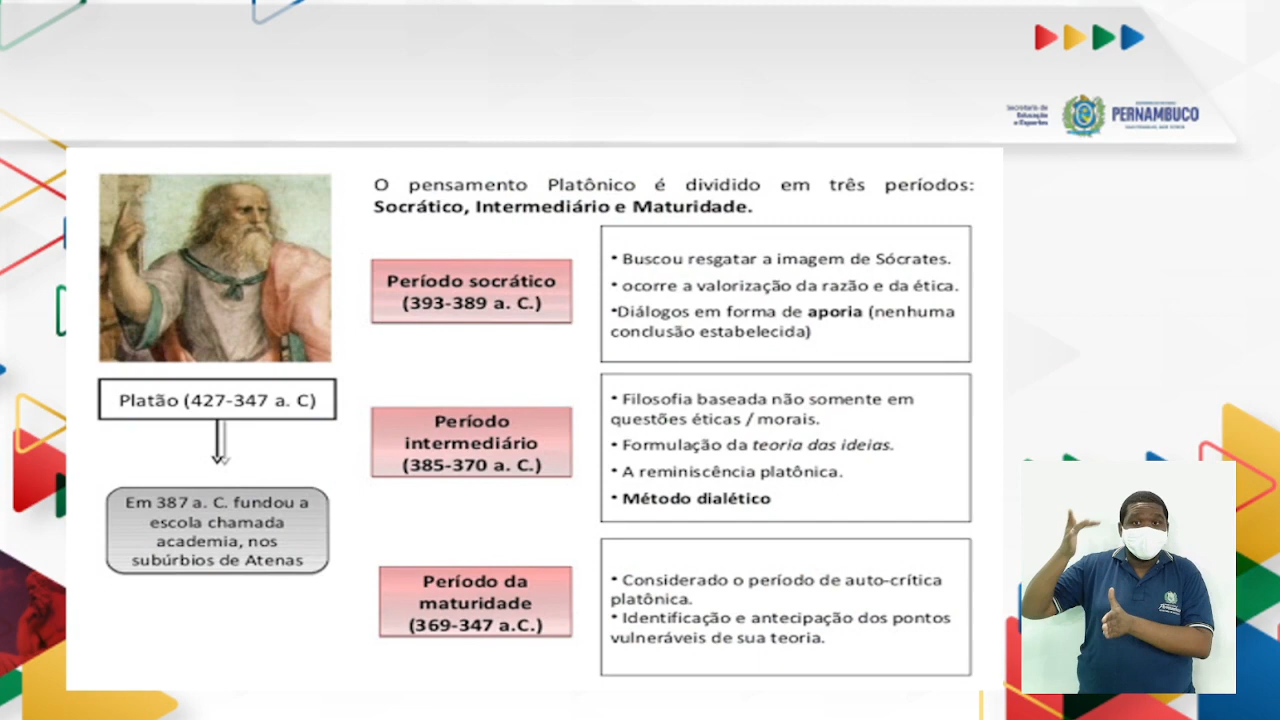 Secretaria de
Educação
e Esportes
PERNAMBUCO
O pensamento Platônico é dividido em três períodos:
Socrático, Intermediário e Maturidade.
Platão (427-347 a. C)
Em 387 a. C. fundou a
escola chamada
academia, nos
subúrbios de Atenas
Período socrático
(393-389 a. C.)
• Buscou resgatar a imagem de Sócrates.
• ocorre a valorização da razão e da ética.
•Diálogos em forma de aporia (nenhuma
conclusão estabelecida)
Período
intermediário
(385-370 a. C.)
• Filosofia baseada não somente em
questões éticas / morais.
• Formulação da teoria das ideias.
• A reminiscência platônica.
• Método dialético
Período da
maturidade
(369-347 a.C.)
• Considerado o período de auto-crítica
platônica.
• Identificação e antecipação dos pontos
vulneráveis de sua teoria.